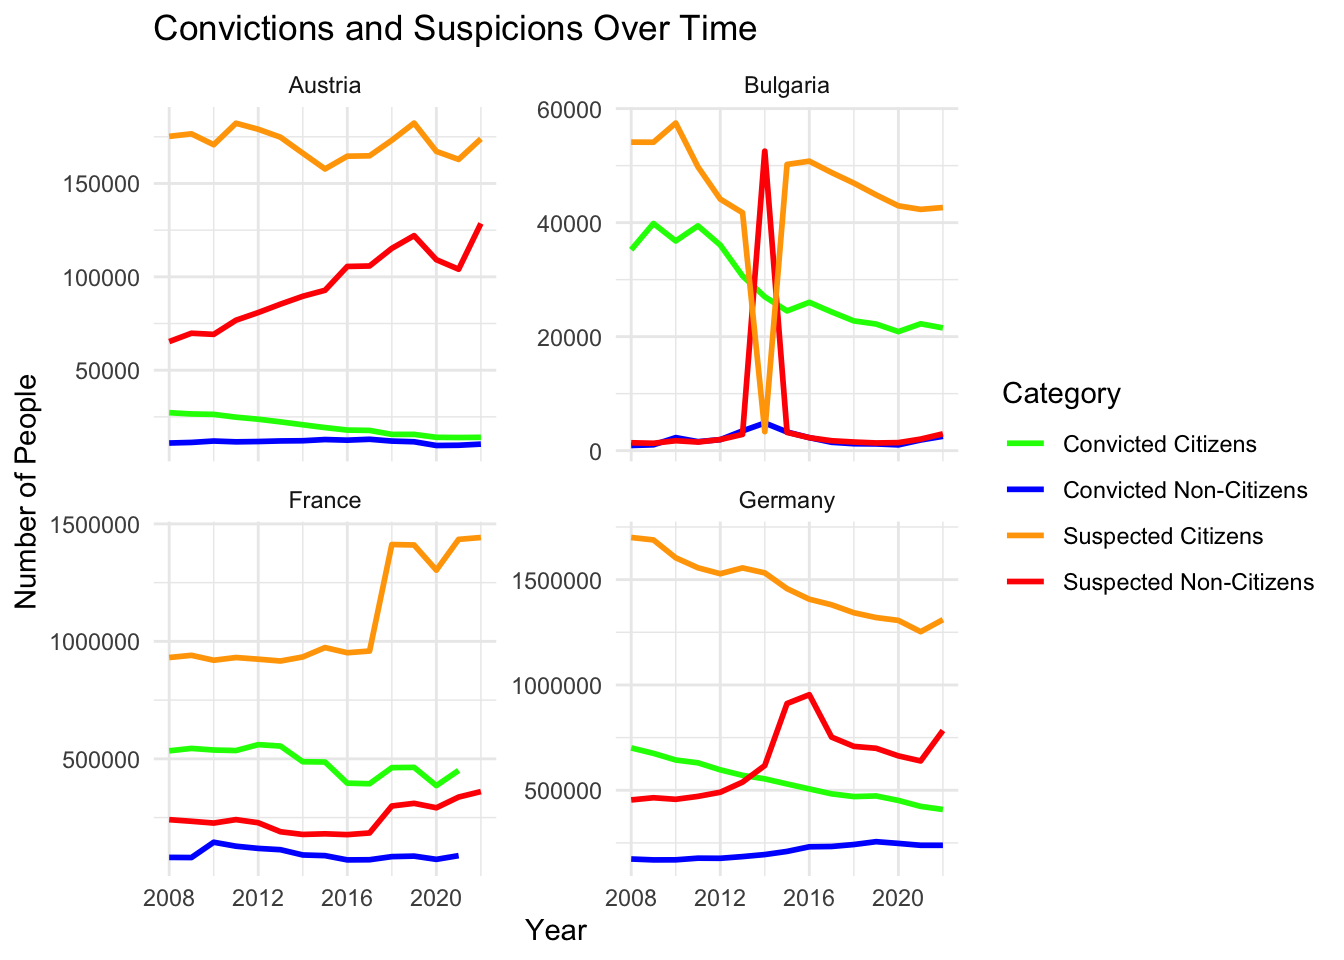 Convictions and Suspicions Over Time
Austria
Bulgaria
150000
100000
50000
60000
40000
20000
0
France
Germany
1500000
1000000
500000
1500000
1000000
500000
2008 2012 2016 2020
2008 2012 2016 2020
Year
Number of People
Category
Convicted Citizens
Convicted Non-Citizens
Suspected Citizens
Suspected Non-Citizens